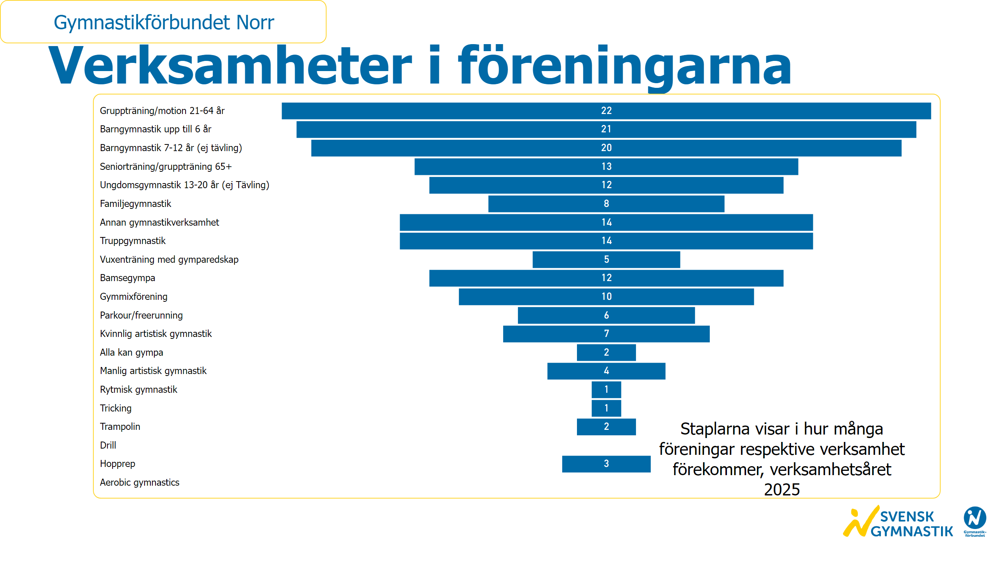 Gymnastikförbundet Norr
Verksamheter i föreningarna
Gruppträning/motion 21-64 år 22
Barngymnastik upp till 6 år 21
Barngymnastik 7-12 år (ej tävling) 20
Seniorträning/gruppträning 65+ 13
Ungdomsgymnastik 13-20 år (ej Tävling) 12
Familjegymnastik 8
Annan gymnastikverksamhet 14
Truppgymnastik 14
Vuxenträning med gymparedskap 5
Bamsegympa 12
Gymmixförening 10
Parkour/freerunning 6
Kvinnlig artistisk gymnastik 7
Alla kan gympa 2
Manlig artistisk gymnastik 4
Rytmisk gymnastik 1
Tricking 1
Trampolin 2
Drill
Hopprep 3
Aerobic gymnastics
Staplarna visar i hur många
föreningar respektive verksamhet
förekommer, verksamhetsåret
2025
SVENSK
GYMNASTIK
Gymnastik-
förbundet